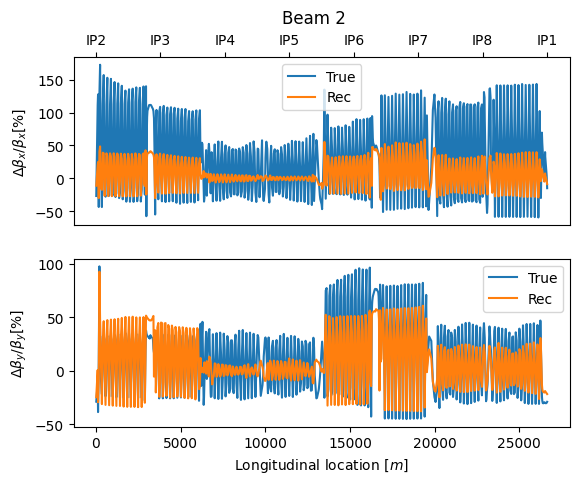 Beam 2
IP2 IP3 IP4 IP5 IP6 IP7 IP8 IP1
Δβx/βx[%]
150
100
50
0
−50
True
Rec
Δβy/βy[%]
100
50
0
−50
True
Rec
0 5000 10000 15000 20000 25000
Longitudinal location [m]